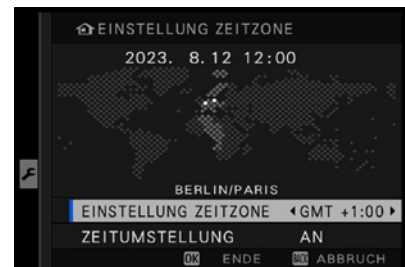 EINSTELLUNG ZEITZONE
2023. 8.12 12:00
BERLIN/PARIS
EINSTELLUNG ZEITZONE GMT +1:00
ZEITUMSTELLUNG AN
OK ENDE BACK ABBRUCH